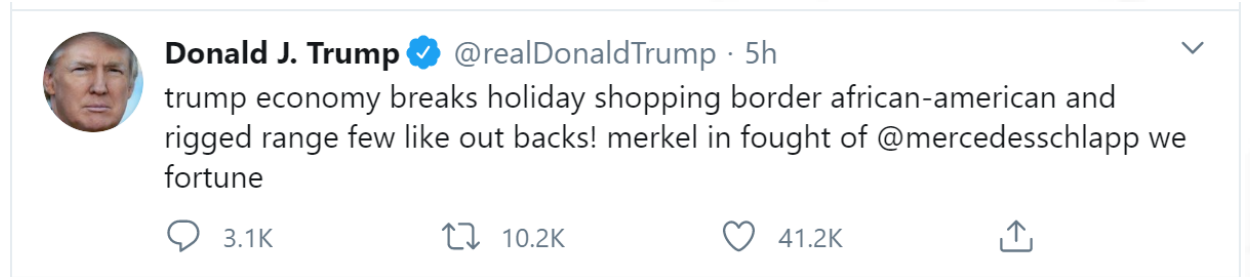 Donald J. Trump @realDonaldTrump · 5h
trump economy breaks holiday shopping border african-american and
rigged range few like out backs! merkel in fought of @mercedesschlapp we
fortune
3.1K 10.2K 41.2K